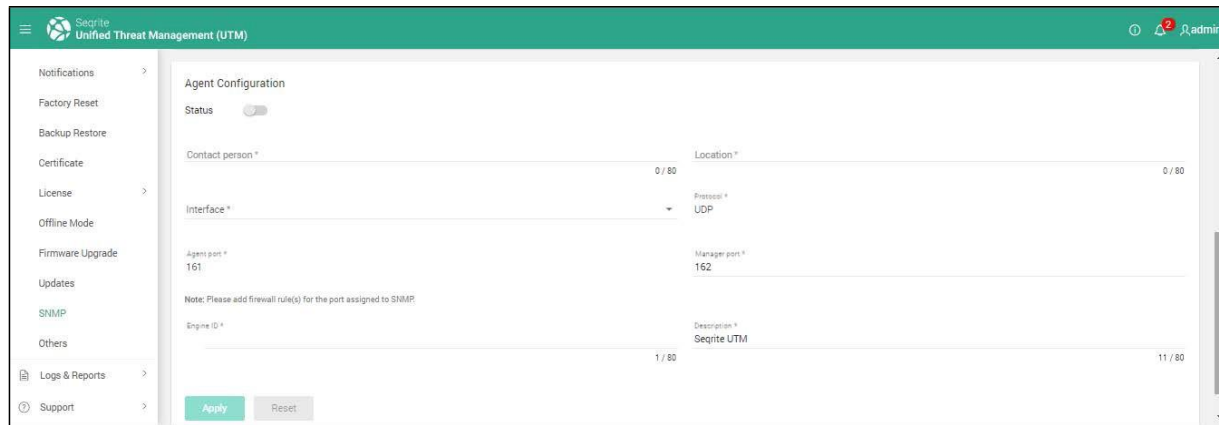 Seqrite
Unified Threat Management (UTM)
2
admin
Notifications
Factory Reset
Backup Restore
Certificate
License
Offline Mode
Firmware Upgrade
Updates
SNMP
Others
Logs & Reports
Support
Agent Configuration
Status
Contact person *
0 / 80
Location *
0 / 80
Interface *
Protocol *
UDP
Agent port *
161
Manager port *
162
Note: Please add firewall rule(s) for the port assigned to SNMP.
Engine ID *
1 / 80
Description *
Seqrite UTM
11 / 80
Apply
Reset